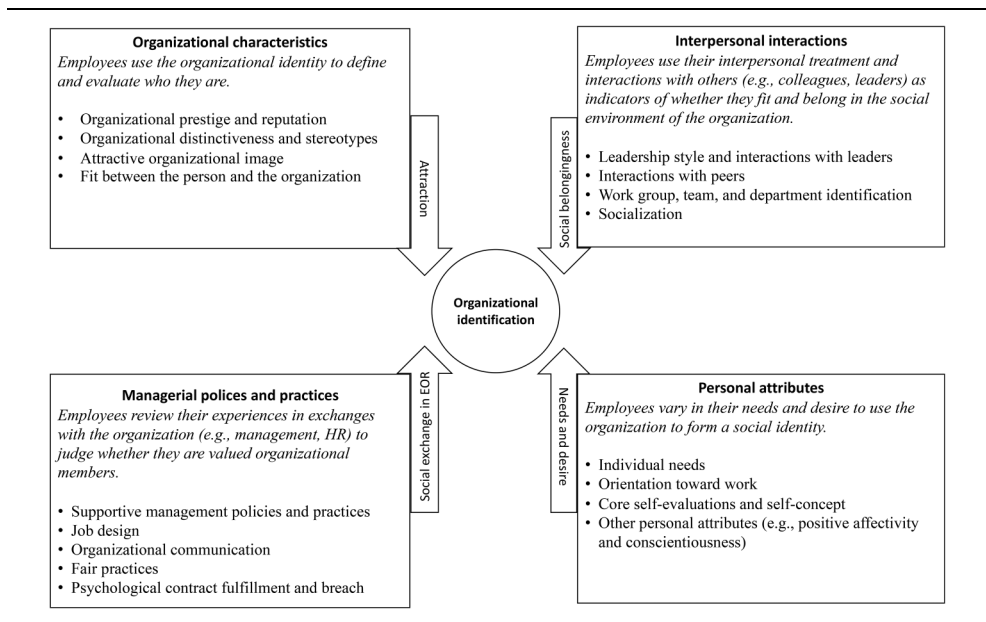 Organizational characteristics
Employees use the organizational identity to define
and evaluate who they are.
• Organizational prestige and reputation
• Organizational distinctiveness and stereotypes
• Attractive organizational image
• Fit between the person and the organization
Attraction
Interpersonal interactions
Employees use their interpersonal treatment and
interactions with others (e.g., colleagues, leaders) as
indicators of whether they fit and belong in the social
environment of the organization.
• Leadership style and interactions with leaders
• Interactions with peers
• Work group, team, and department identification
• Socialization
Social belongingness
Organizational
identification
Managerial polices and practices
Employees review their experiences in exchanges
with the organization (e.g., management, HR) to
judge whether they are valued organizational
members.
• Supportive management policies and practices
• Job design
• Organizational communication
• Fair practices
• Psychological contract fulfillment and breach
Social exchange in EOR
Personal attributes
Employees vary in their needs and desire to use the
organization to form a social identity.
• Individual needs
• Orientation toward work
• Core self-evaluations and self-concept
• Other personal attributes (e.g., positive affectivity
and conscientiousness)
Needs and desire